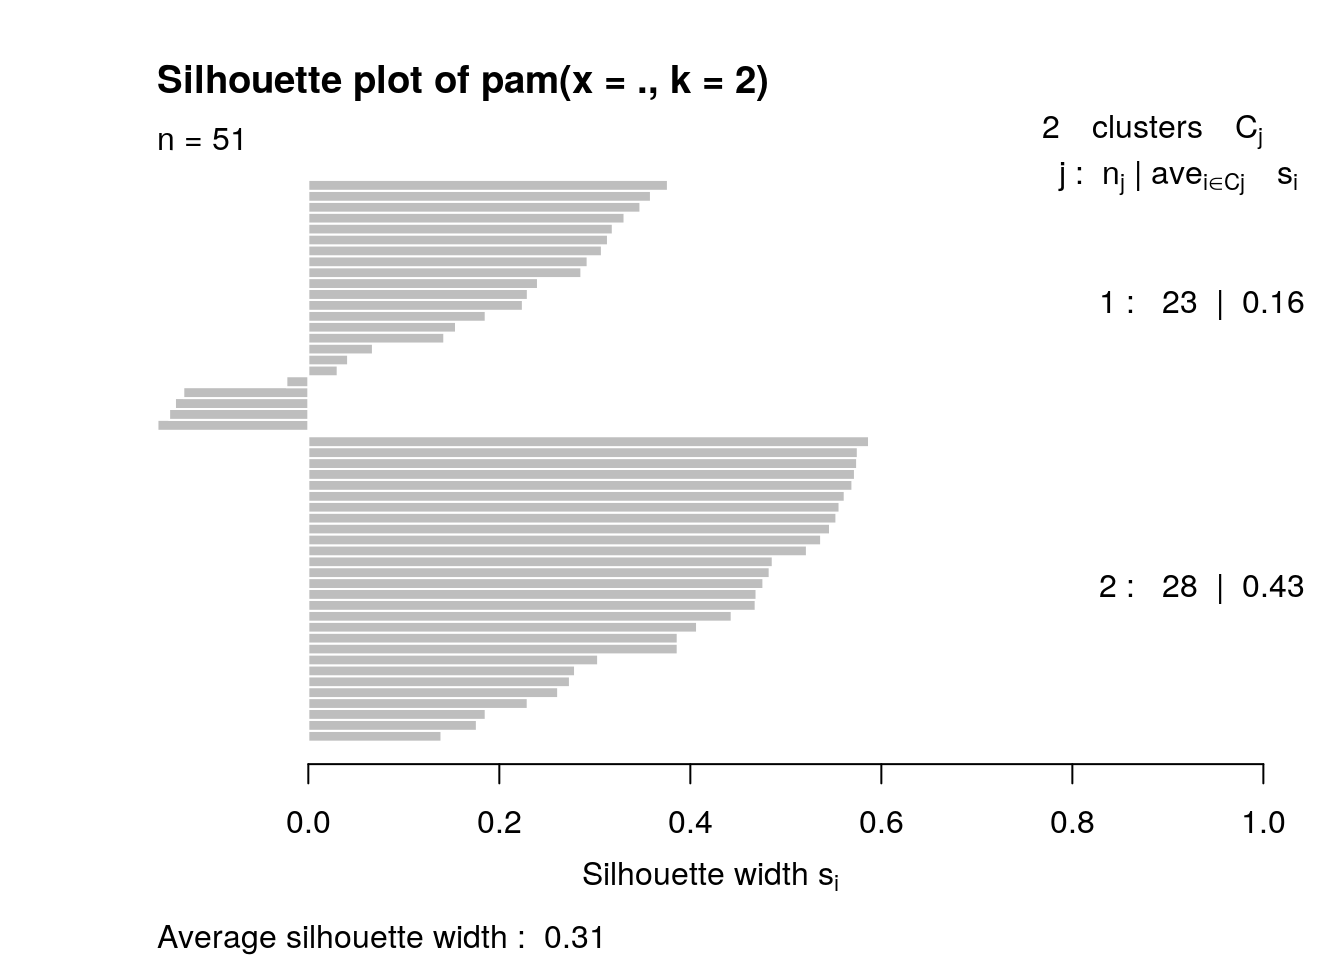 Silhouette plot of pam(x = ., k = 2)
n = 51
2 clusters Cj
j : nj | avei∈Cj si
1 : 23 | 0.16
2 : 28 | 0.43
0.0 0.2 0.4 0.6 0.8 1.0
Silhouette width si
Average silhouette width : 0.31